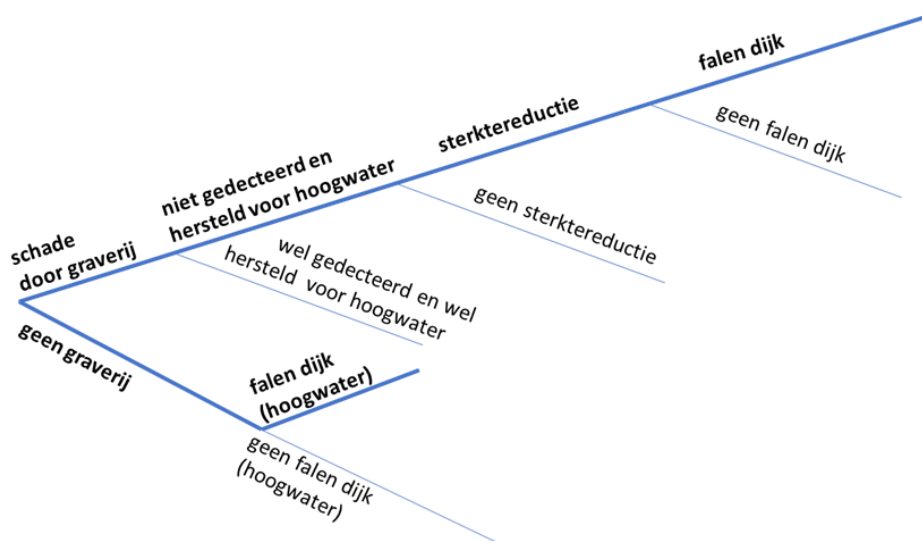 falen dijk
geen falen dijk
sterktereductie
geen sterktereductie
niet gedecteerd en
hersteld voor hoogwater
wel gedecteerd en wel
hersteld voor hoogwater
schade
door graverij
geen graverij
falen dijk
(hoogwater)
geen falen dijk
(hoogwater)